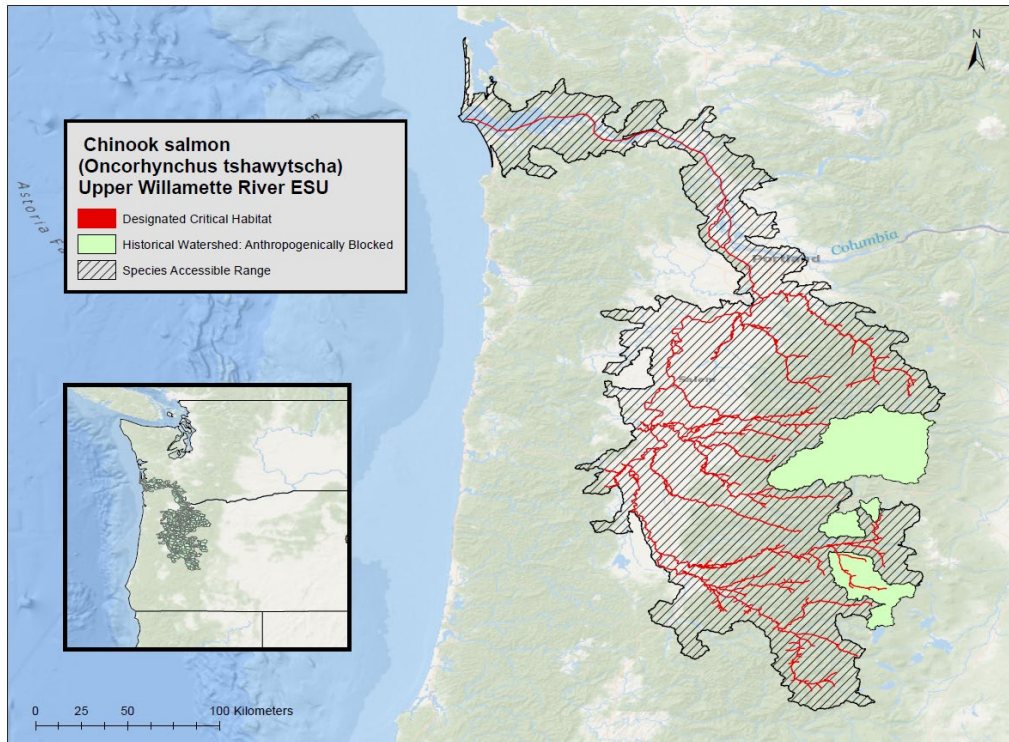 N
Chinook salmon
(Oncorhynchus tshawytscha)
Upper Willamette River ESU
Designated Critical Habitat
Historical Watershed: Anthropogenically Blocked
Species Accessible Range
Astoria
Columbia
Portland
Salem
0 25 50 100 Kilometers